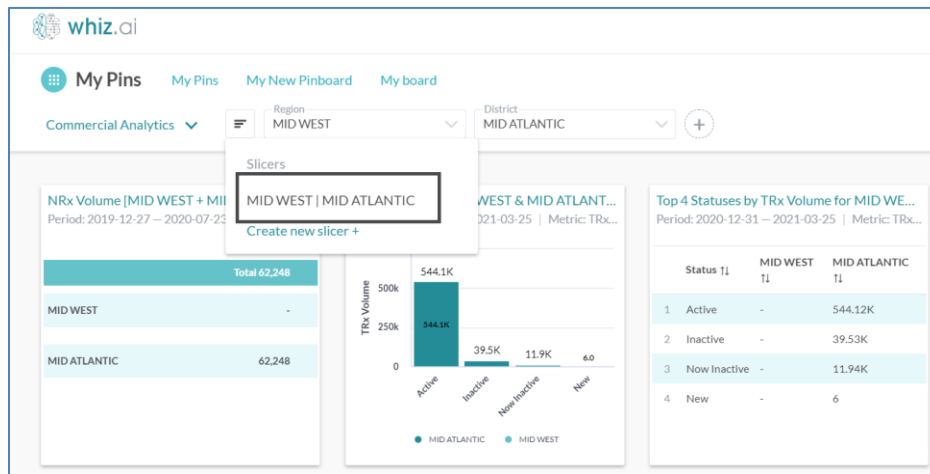 whiz.ai
My Pins
My Pins
My New Pinboard
My board
Commercial Analytics
Region
MID WEST
District
MID ATLANTIC
+
Slicers
MID WEST | MID ATLANTIC
Create new slicer +
NRx Volume [MID WEST + MI
Period: 2019-12-27 — 2020-07-23
Total 62,248
MID WEST -
MID ATLANTIC 62,248
WEST & MID ATLANT...
021-03-25 | Metric: TRx...
TRx Volume
500k
250k
0
544.1K
544.1K
39.5K
11.9K
6.0
Active
Inactive
Now Inactive
New
MID ATLANTIC
MID WEST
Top 4 Statuses by TRx Volume for MID WE...
Period: 2020-12-31 — 2021-03-25 | Metric: TRx...
Status ↑↓ MID WEST ↑↓ MID ATLANTIC ↑↓
1 Active - 544.12K
2 Inactive - 39.53K
3 Now Inactive - 11.94K
4 New - 6